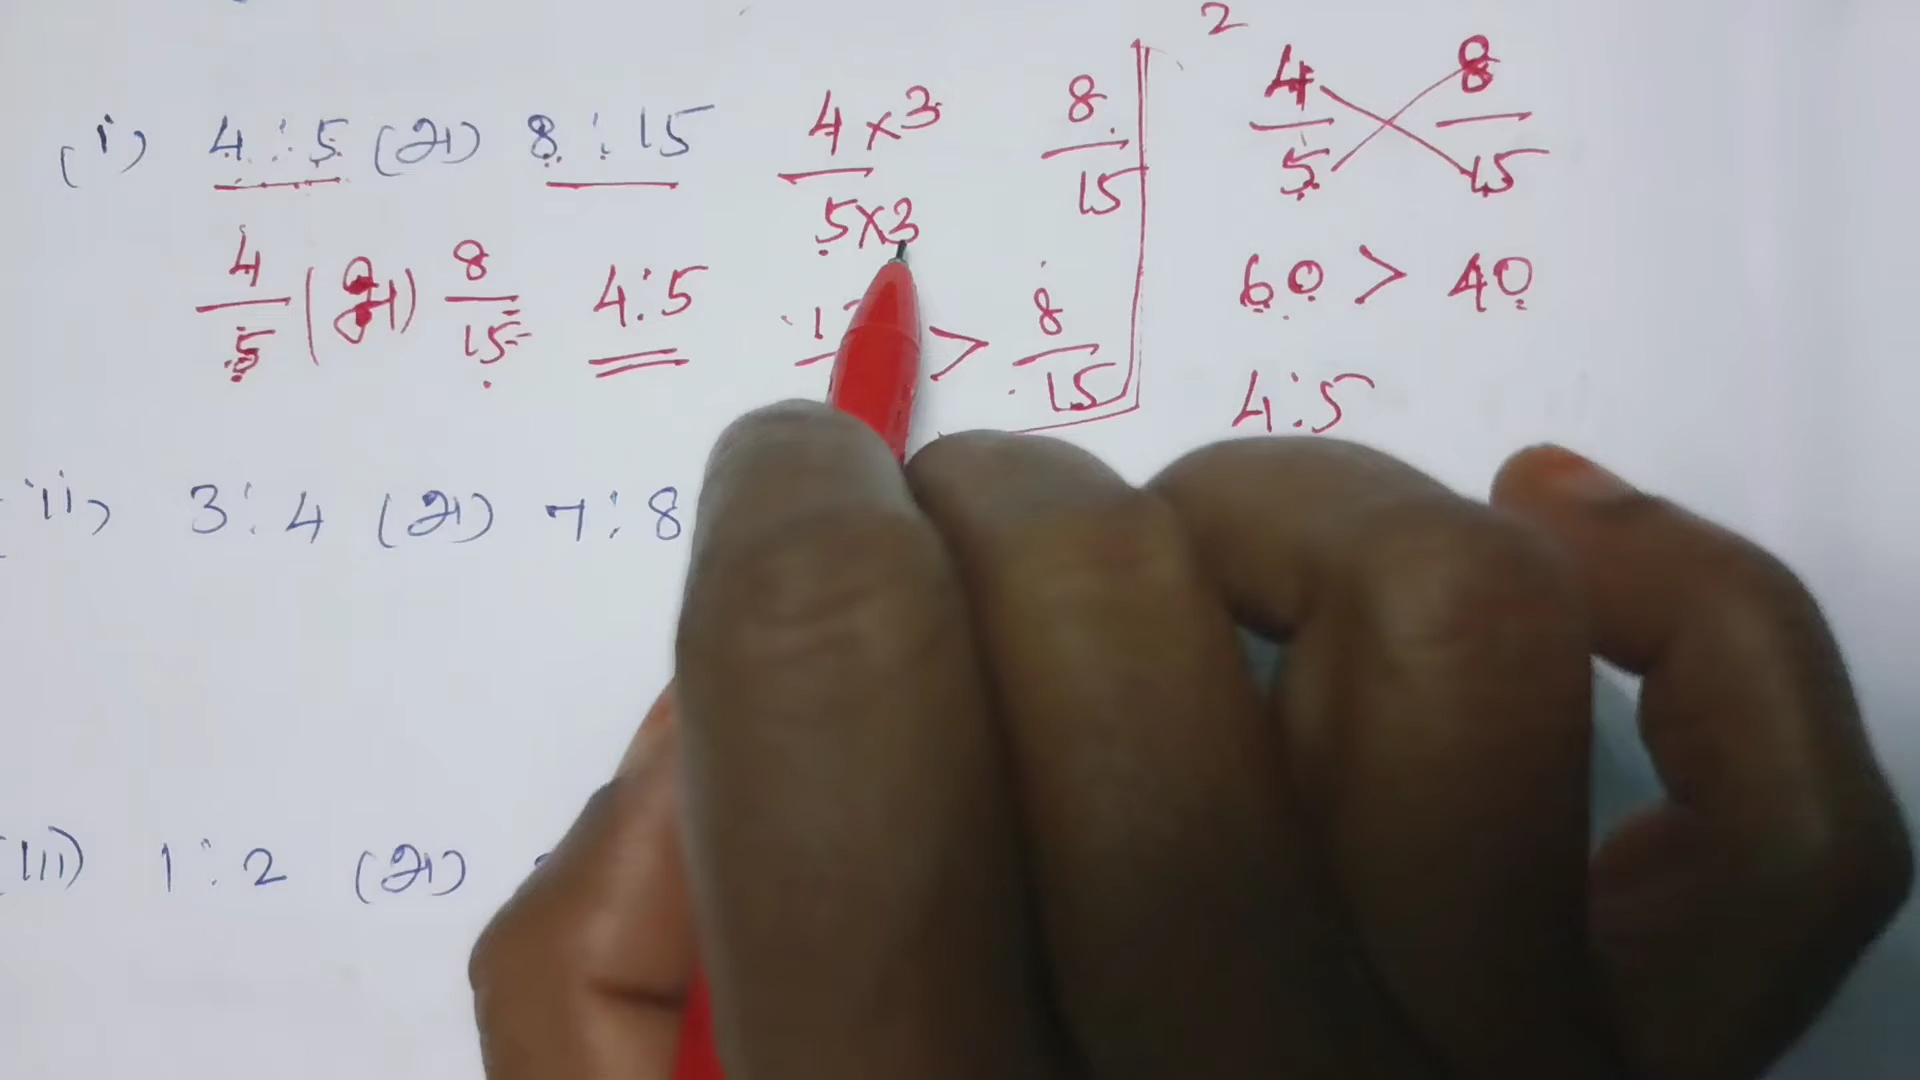 (i) 4 : 5 (அ) 8 : 15
4/5 (அ) 8/15 4:5
4×3/5×3 8/15
> 8/15
2
4/5 8/15
60 > 40
4:5
(ii) 3 : 4 (அ) 7 : 8
(iii) 1 : 2 (அ)